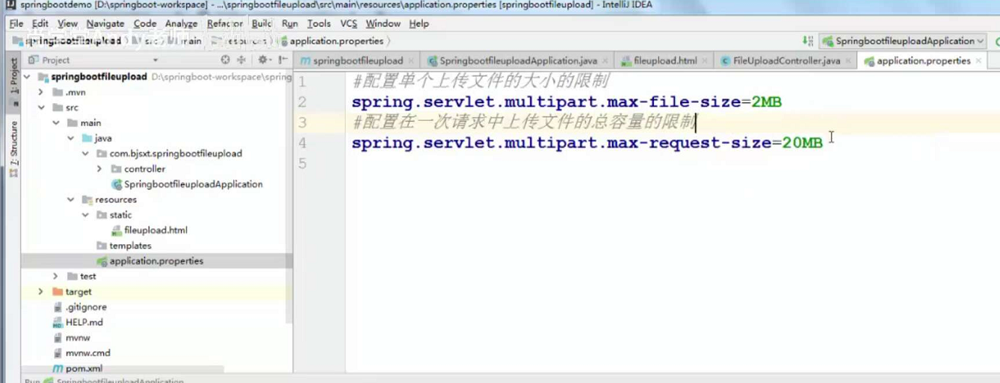 springbootdemo [D:\springboot-workspace] - ...\springbootfileupload\src\main\resources\application.properties [springbootfileupload] - IntelliJ IDEA
File Edit View Navigate Code Analyze Refactor Build Run Tools VCS Window Help
springbootfileupload src main resources application.properties SpringbootfileuploadApplication
Project springbootfileupload SpringbootfileuploadApplication.java fileupload.html FileUploadController.java application.properties
1: Project
7: Structure
springbootfileupload D:\springboot-workspace\spring
.mvn
src
main
java
com.bjsxt.springbootfileupload
controller
SpringbootfileuploadApplication
resources
static
fileupload.html
templates
application.properties
test
target
.gitignore
HELP.md
mvnw
mvnw.cmd
pom.xml
1 #配置单个上传文件的大小的限制
2 spring.servlet.multipart.max-file-size=2MB
3 #配置在一次请求中上传文件的总容量的限制
4 spring.servlet.multipart.max-request-size=20MB
5
Run SpringbootfileuploadApplication